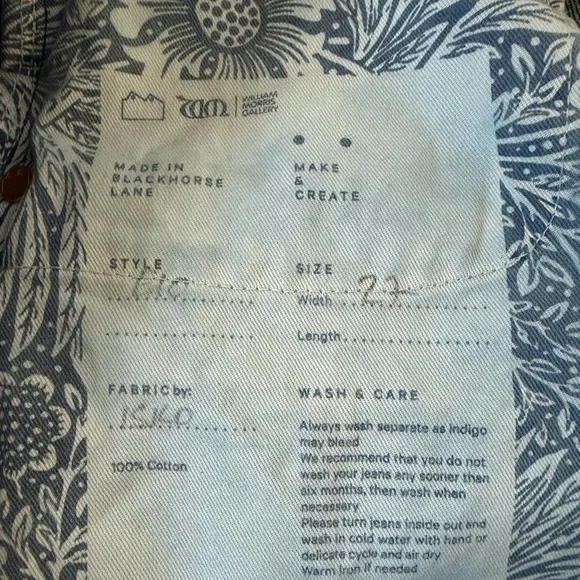 WILLIAM
MORRIS
GALLERY
MADE IN
BLACKHORSE
LANE
MAKE
&
CREATE
STYLE
SIZE
Width
Length
FABRIC by:
ISKO
100% Cotton
WASH & CARE
Always wash separate as indigo
may bleed
We recommend that you do not
wash your jeans any sooner than
six months, then wash when
necessary
Please turn jeans inside out and
wash in cold water with hand or
delicate cycle and air dry
Warm Iron if needed